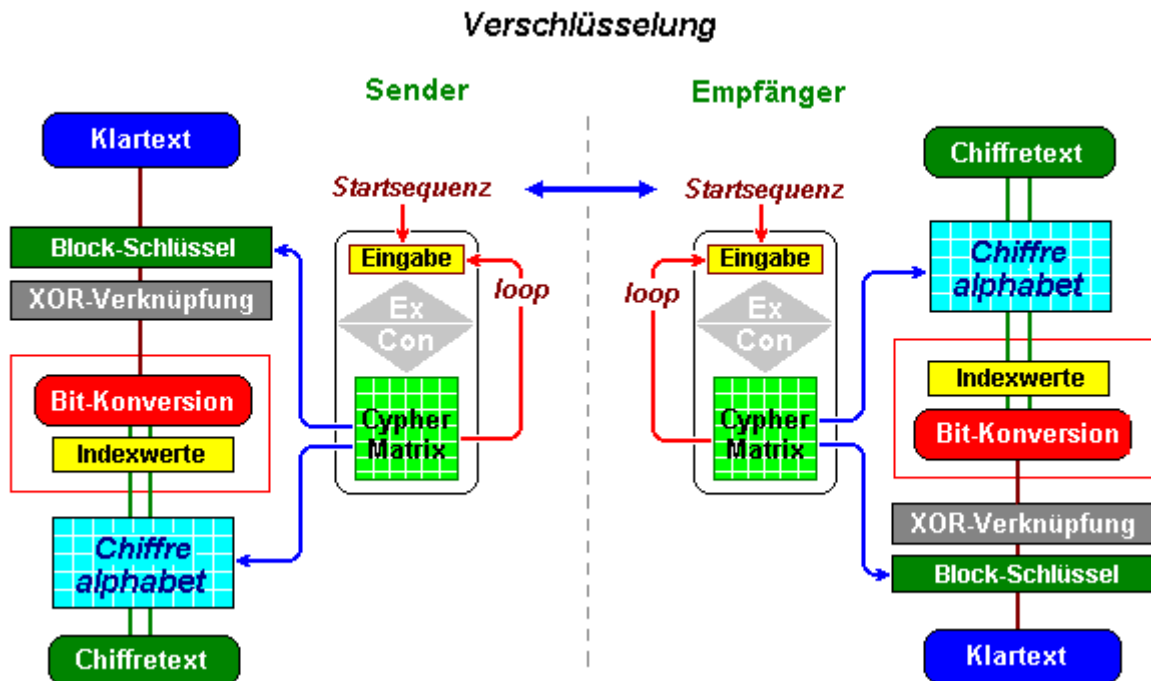 Verschlüsselung
Sender
Empfänger
Klartext
Startsequenz
Block-Schlüssel
XOR-Verknüpfung
Eingabe
loop
Ex
Con
Bit-Konversion
Indexwerte
Cypher
Matrix
Chiffre
alphabet
Chiffretext
Startsequenz
Eingabe
loop
Ex
Con
Cypher
Matrix
Chiffretext
Chiffre
alphabet
Indexwerte
Bit-Konversion
XOR-Verknüpfung
Block-Schlüssel
Klartext